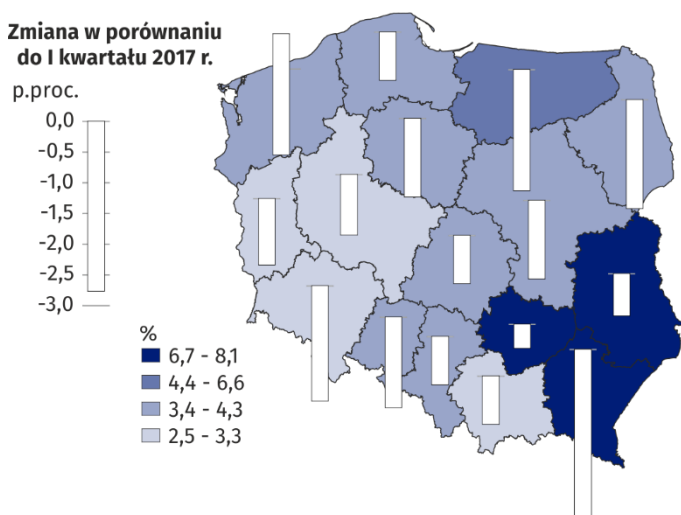 Zmiana w porównaniu
do I kwartału 2017 r.
p.proc.
0,0
-0,5
-1,0
-1,5
-2,0
-2,5
-3,0
%
6,7 - 8,1
4,4 - 6,6
3,4 - 4,3
2,5 - 3,3